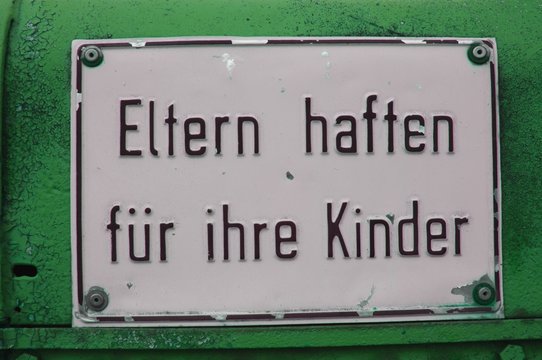 Eltern haften
für ihre Kinder